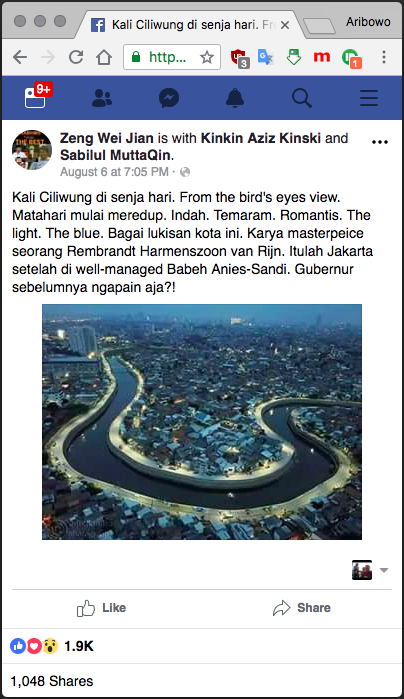 Kali Ciliwung di senja hari. Fr
Aribowo
http...
3
1
9+
Zeng Wei Jian is with Kinkin Aziz Kinski and
Sabilul MuttaQin.
August 6 at 7:05 PM ·
Kali Ciliwung di senja hari. From the bird's eyes view.
Matahari mulai meredup. Indah. Temaram. Romantis. The
light. The blue. Bagai lukisan kota ini. Karya masterpeice
seorang Rembrandt Harmenszoon van Rijn. Itulah Jakarta
setelah di well-managed Babeh Anies-Sandi. Gubernur
sebelumnya ngapain aja?!
Like
Share
1.9K
1,048 Shares